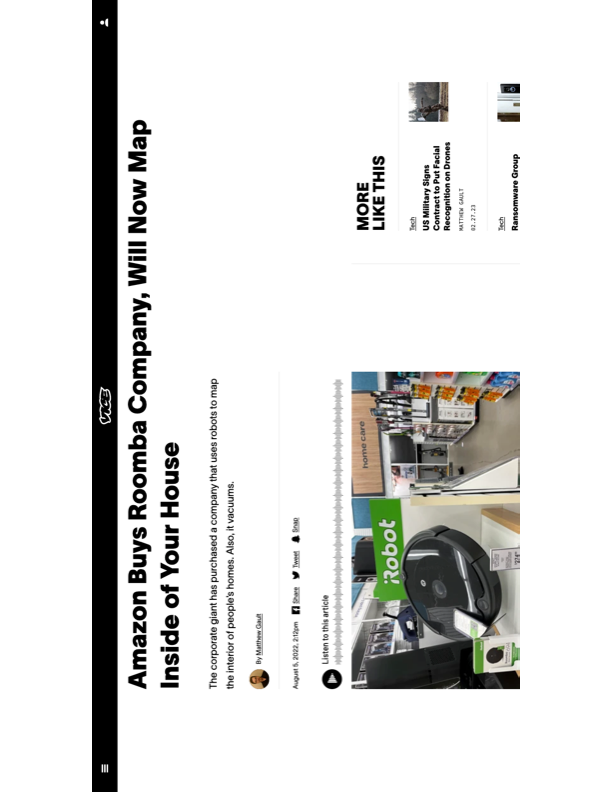 VICE
Amazon Buys Roomba Company, Will Now Map
Inside of Your House
The corporate giant has purchased a company that uses robots to map
the interior of people's homes. Also, it vacuums.
By Matthew Gault
August 5, 2022, 2:12pm
Share
Tweet
Snap
Listen to this article
home care
iRobot
MORE
LIKE THIS
Tech
US Military Signs
Contract to Put Facial
Recognition on Drones
MATTHEW GAULT
02.27.23
Tech
Ransomware Group